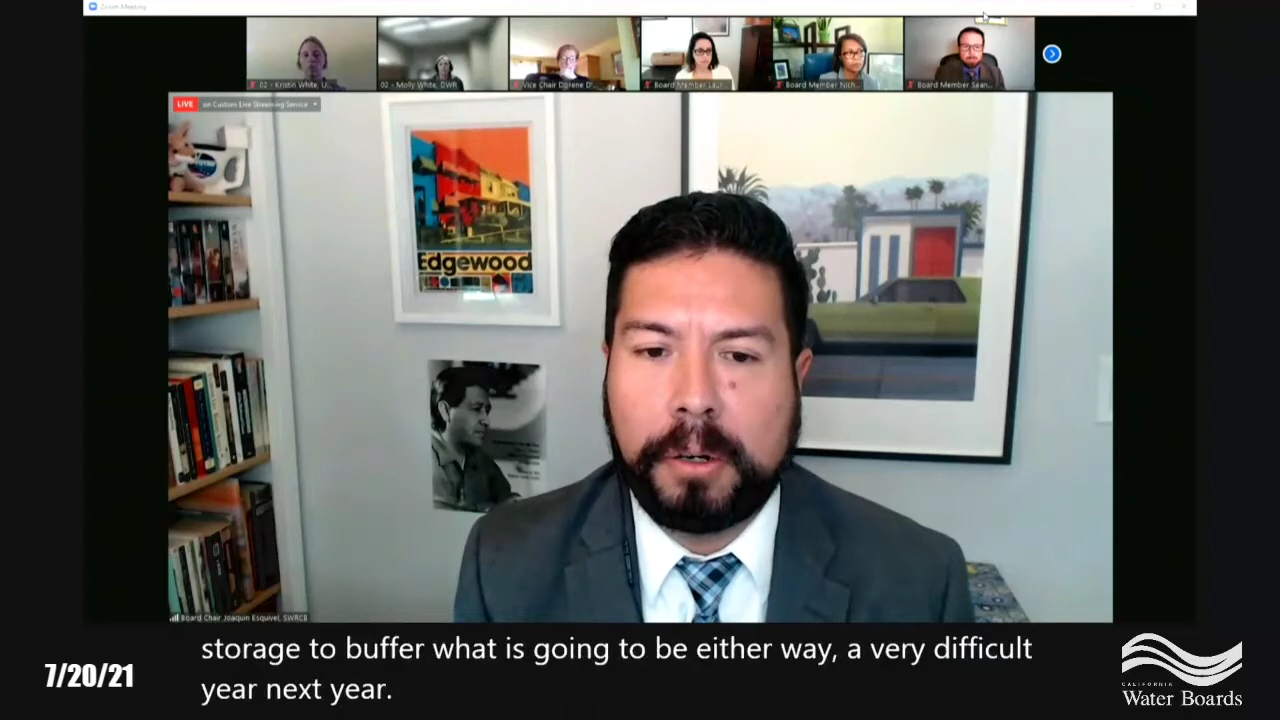 Zoom Meeting
02 - Kristin White, U...
02 - Molly White, DWR
Vice Chair Dorene D'...
Board Member Laur...
Board Member Nich...
Board Member Sean...
LIVE on Custom Live Streaming Service
Edgewood
Board Chair Joaquin Esquivel, SWRCB
storage to buffer what is going to be either way, a very difficult
year next year.
7/20/21
CALIFORNIA
Water Boards